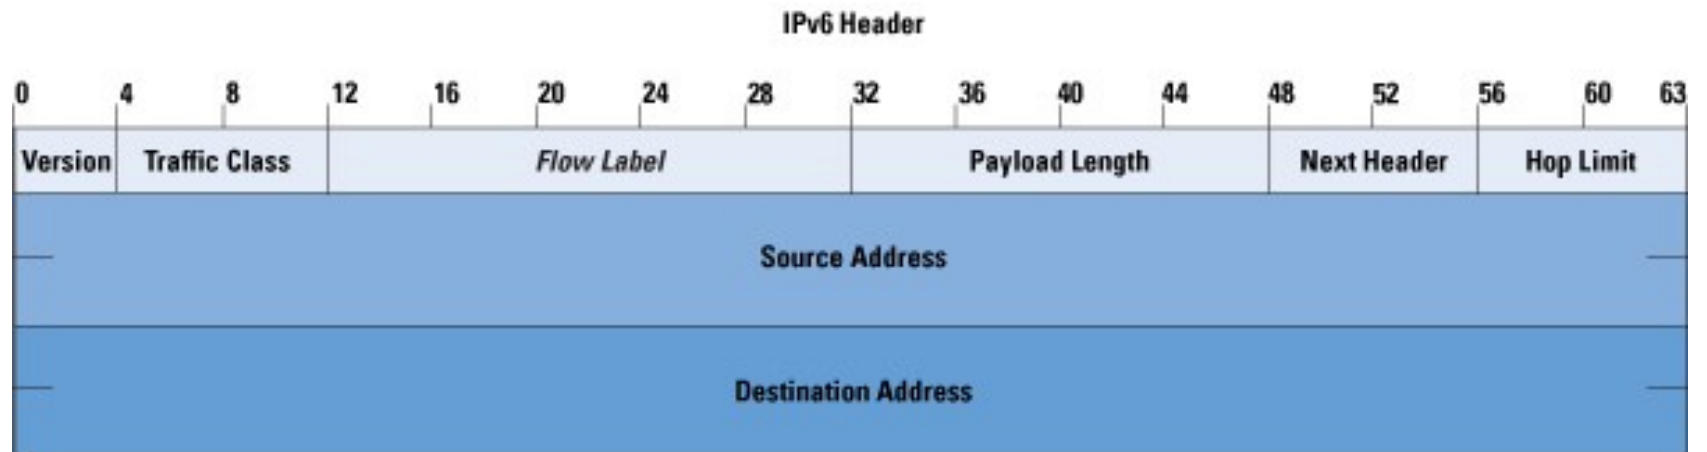 IPv6 Header
0 4 8 12 16 20 24 28 32 36 40 44 48 52 56 60 63
Version Traffic Class Flow Label Payload Length Next Header Hop Limit
Source Address
Destination Address